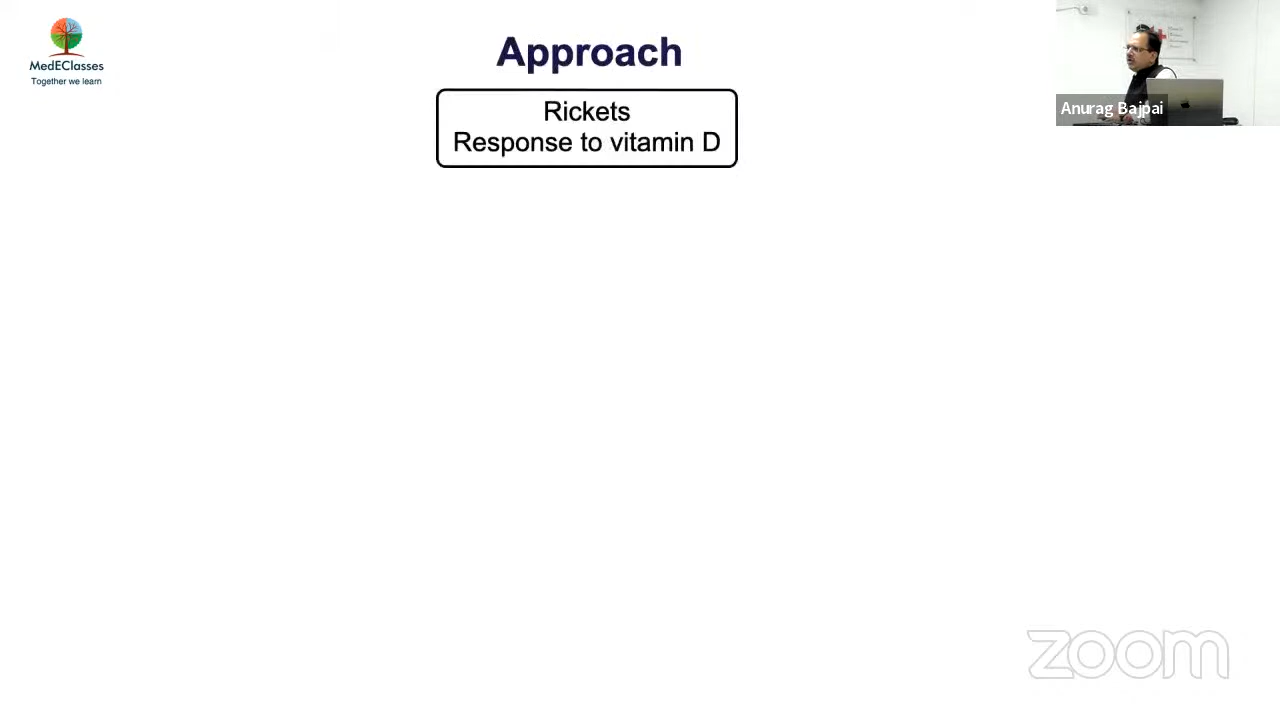 MedEClasses
Together we learn
Approach
Rickets
Response to vitamin D
Anurag Bajpai
zoom